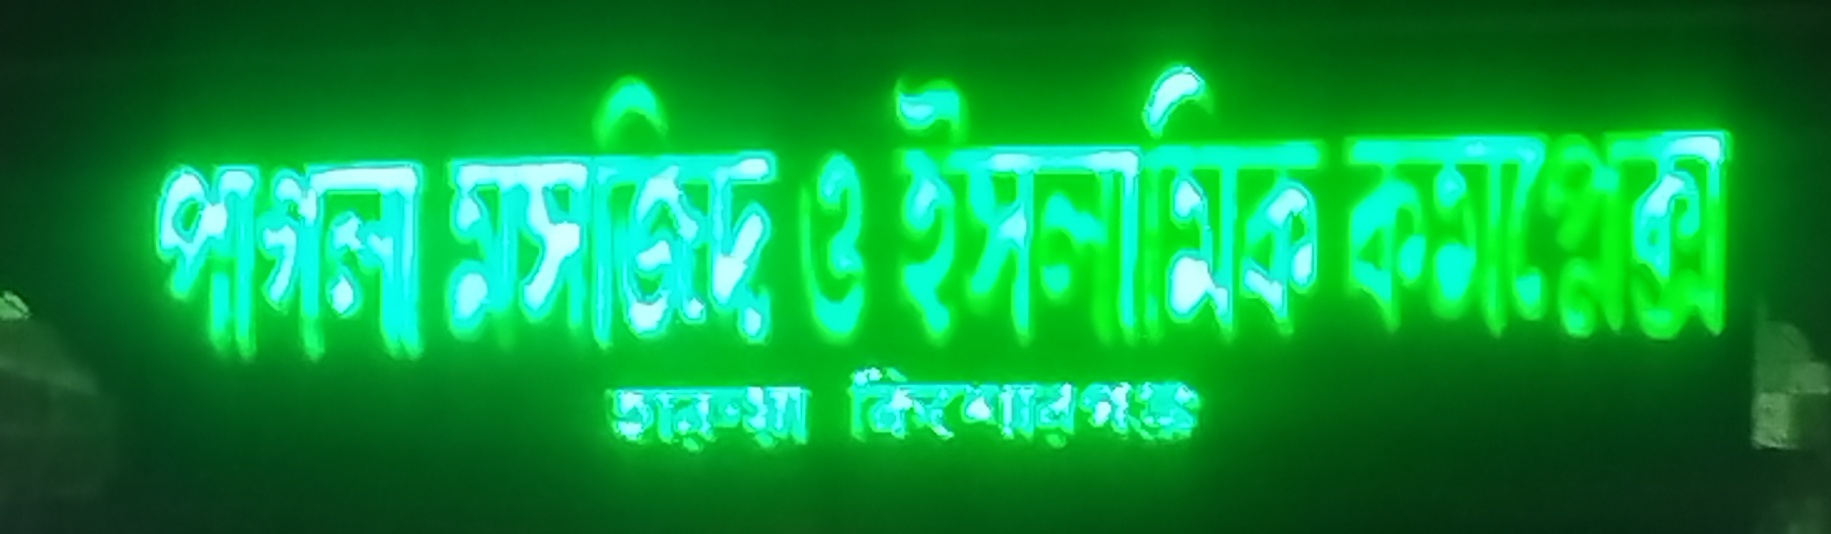 পাগলা মসজিদ ও ইসলামিক কমপ্লেক্স
হারুয়া কিশোরগঞ্জ